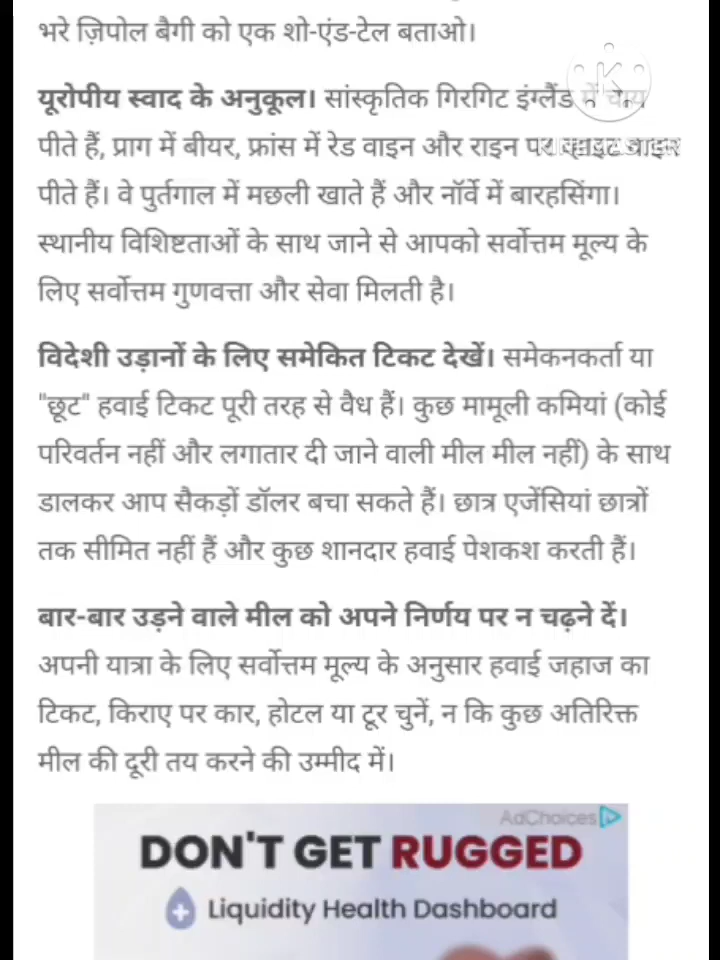 भरे ज़िपोल बैगी को एक शो-एंड-टेल बताओ।
यूरोपीय स्वाद के अनुकूल। सांस्कृतिक गिरगिट इंग्लैंड में चाय
पीते हैं, प्राग में बीयर, फ्रांस में रेड वाइन और राइन पर व्हाइट वाइन
पीते हैं। वे पुर्तगाल में मछली खाते हैं और नॉर्वे में बारहसिंगा।
स्थानीय विशिष्टताओं के साथ जाने से आपको सर्वोत्तम मूल्य के
लिए सर्वोत्तम गुणवत्ता और सेवा मिलती है।
विदेशी उड़ानों के लिए समेकित टिकट देखें। समेकनकर्ता या
"छूट" हवाई टिकट पूरी तरह से वैध हैं। कुछ मामूली कमियां (कोई
परिवर्तन नहीं और लगातार दी जाने वाली मील मील नहीं) के साथ
डालकर आप सैकड़ों डॉलर बचा सकते हैं। छात्र एजेंसियां छात्रों
तक सीमित नहीं हैं और कुछ शानदार हवाई पेशकश करती हैं।
बार-बार उड़ने वाले मील को अपने निर्णय पर न चढ़ने दें।
अपनी यात्रा के लिए सर्वोत्तम मूल्य के अनुसार हवाई जहाज का
टिकट, किराए पर कार, होटल या टूर चुनें, न कि कुछ अतिरिक्त
मील की दूरी तय करने की उम्मीद में।
AdChoices
DON'T GET RUGGED
Liquidity Health Dashboard
K
KINEMASTER